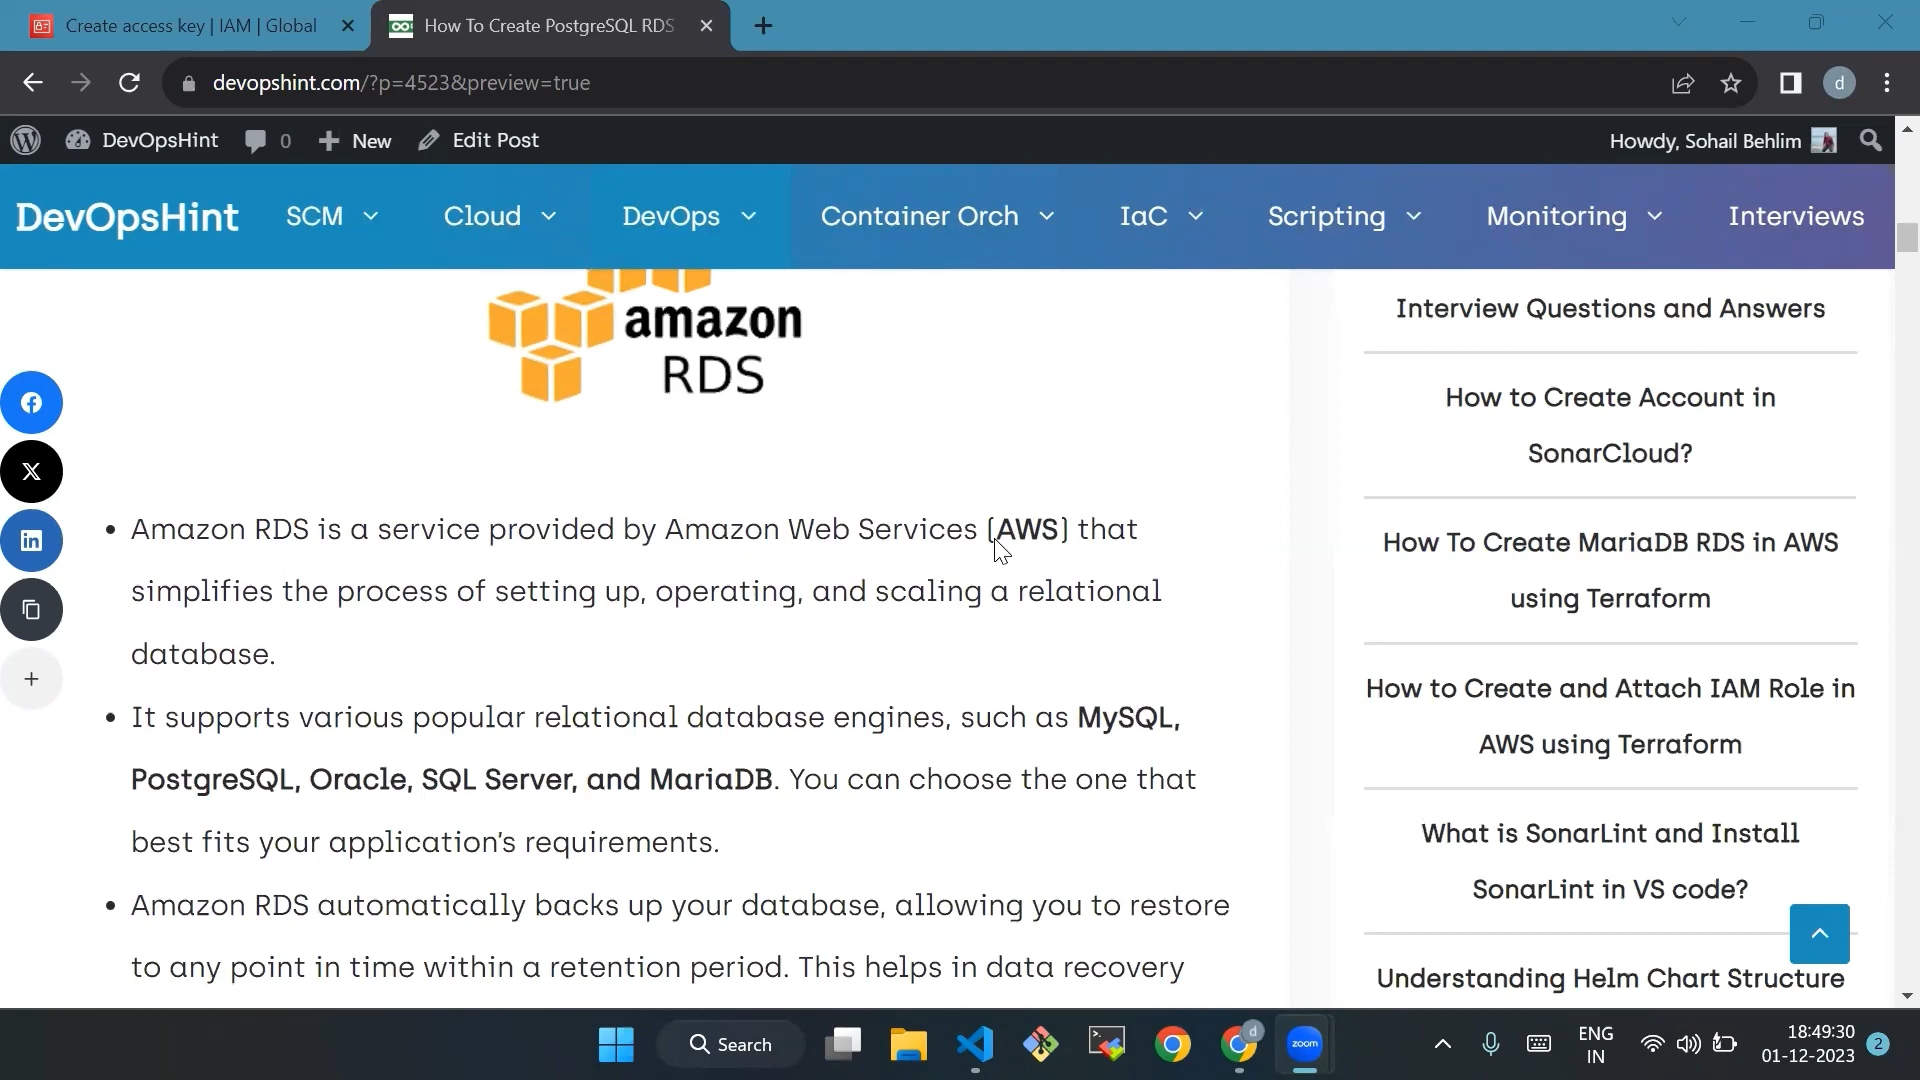 Create access key | IAM | Global
How To Create PostgreSQL RDS
devopshint.com/?p=4523&preview=true
d
DevOpsHint
0
New
Edit Post
Howdy, Sohail Behlim
DevOpsHint
SCM
Cloud
DevOps
Container Orch
IaC
Scripting
Monitoring
Interviews
amazon
RDS
• Amazon RDS is a service provided by Amazon Web Services (AWS) that
simplifies the process of setting up, operating, and scaling a relational
database.
• It supports various popular relational database engines, such as MySQL,
PostgreSQL, Oracle, SQL Server, and MariaDB. You can choose the one that
best fits your application's requirements.
• Amazon RDS automatically backs up your database, allowing you to restore
to any point in time within a retention period. This helps in data recovery
Interview Questions and Answers
How to Create Account in
SonarCloud?
How To Create MariaDB RDS in AWS
using Terraform
How to Create and Attach IAM Role in
AWS using Terraform
What is SonarLint and Install
SonarLint in VS code?
Understanding Helm Chart Structure
Search
d
zoom
ENG
IN
18:49:30
01-12-2023
2